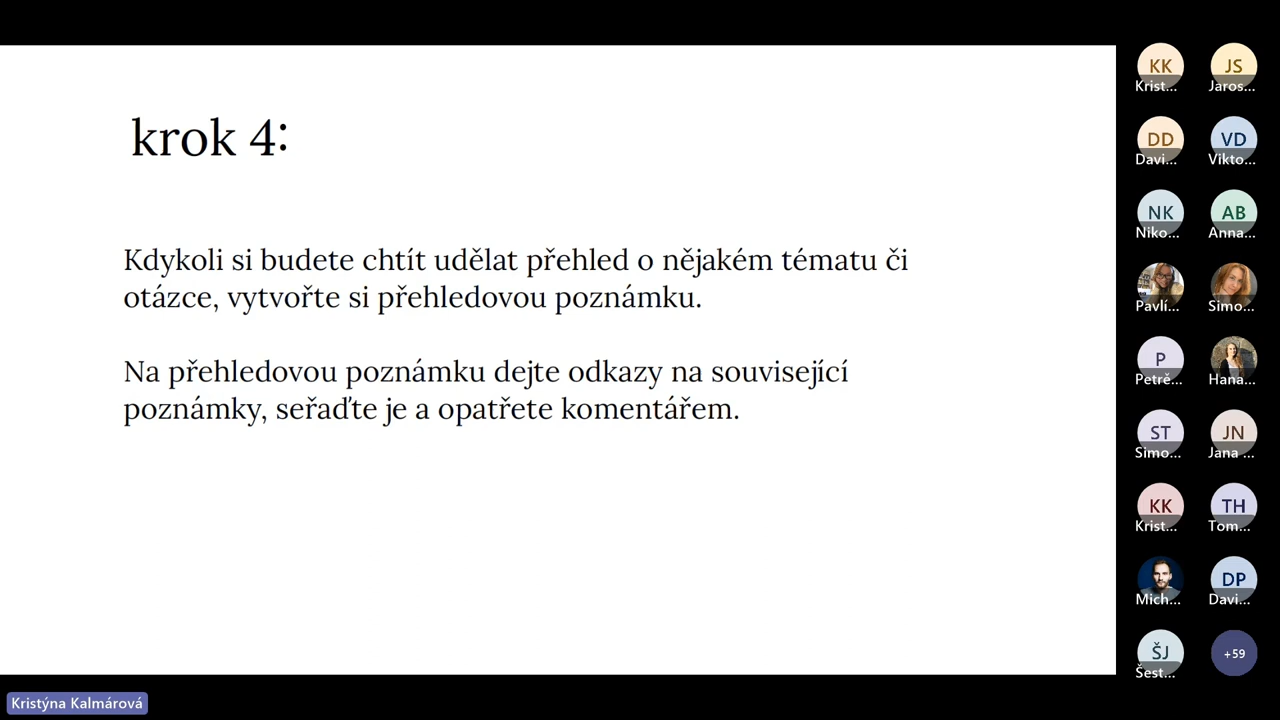 krok 4:
Kdykoli si budete chtít udělat přehled o nějakém tématu či
otázce, vytvořte si přehledovou poznámku.
Na přehledovou poznámku dejte odkazy na související
poznámky, seřaďte je a opatřete komentářem.
KK
Krist...
JS
Jaros...
DD
Davi...
VD
Vikto...
NK
Niko...
AB
Anna...
Pavlí...
Simo...
P
Petrě...
Hana...
ST
Simo...
JN
Jana ...
KK
Krist...
TH
Tom...
Mich...
DP
Davi...
ŠJ
Šest...
+59
Kristýna Kalmárová